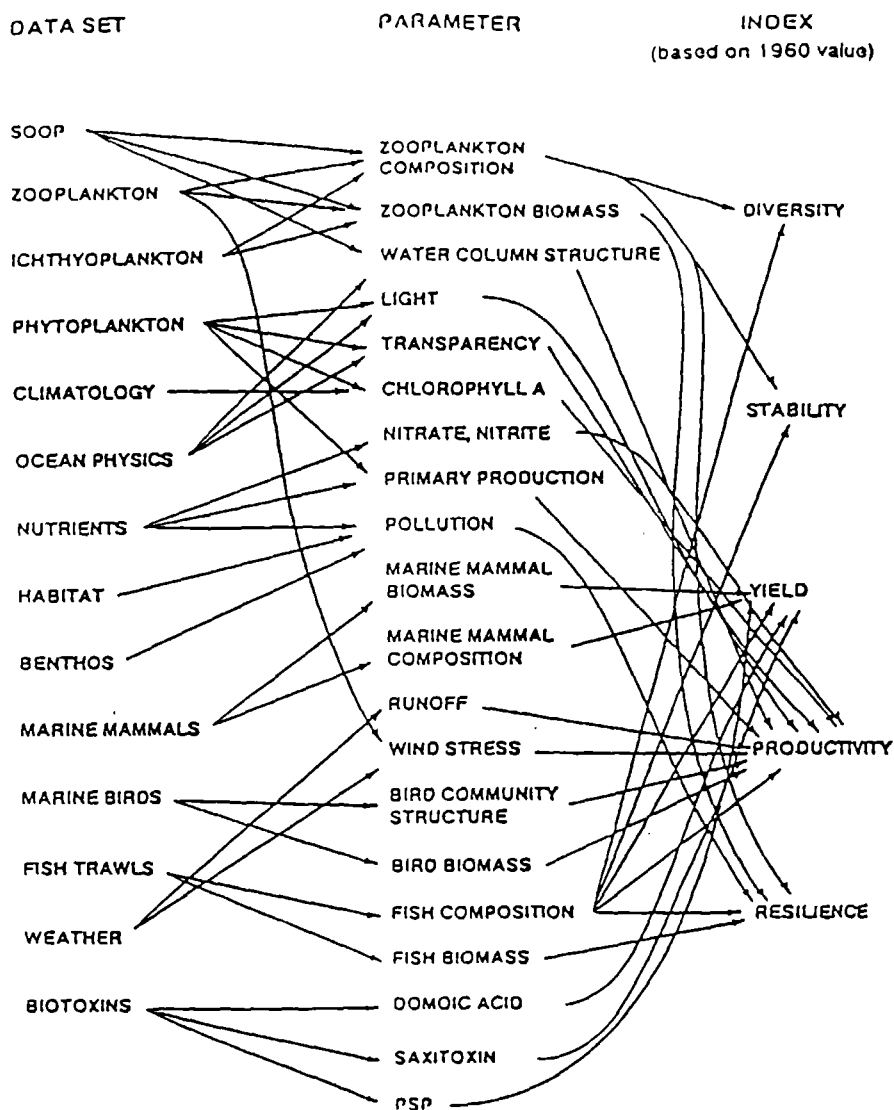 DATA SET
PARAMETER
INDEX
(based on 1960 value)
SOOP
ZOOPLANKTON
ICHTHYOPLANKTON
PHYTOPLANKTON
CLIMATOLOGY
OCEAN PHYSICS
NUTRIENTS
HABITAT
BENTHOS
MARINE MAMMALS
MARINE BIRDS
FISH TRAWLS
WEATHER
BIOTOXINS
ZOOPLANKTON
COMPOSITION
ZOOPLANKTON BIOMASS
WATER COLUMN STRUCTURE
LIGHT
TRANSPARENCY
CHLOROPHYLL A
NITRATE, NITRITE
PRIMARY PRODUCTION
POLLUTION
MARINE MAMMAL
BIOMASS
MARINE MAMMAL
COMPOSITION
RUNOFF
WIND STRESS
BIRD COMMUNITY
STRUCTURE
BIRD BIOMASS
FISH COMPOSITION
FISH BIOMASS
DOMOIC ACID
SAXITOXIN
PSP
DIVERSITY
STABILITY
YIELD
PRODUCTIVITY
RESILIENCE